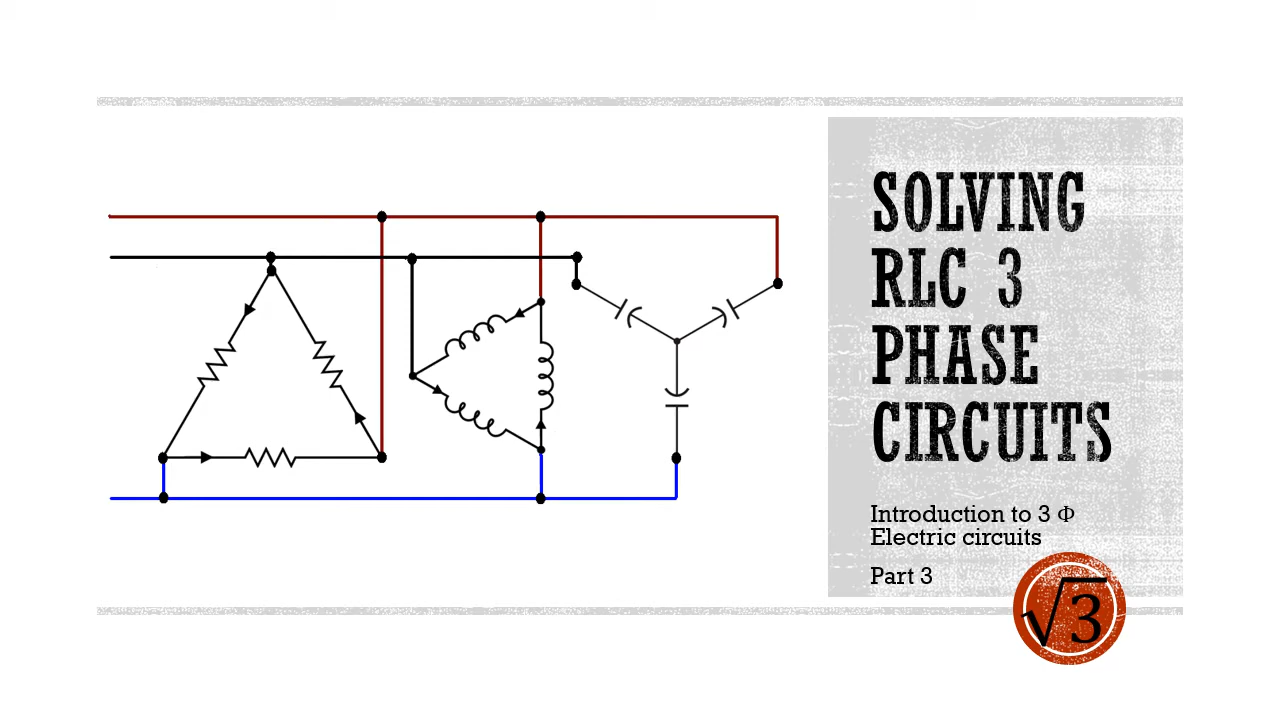 SOLVING
RLC 3
PHASE
CIRCUITS
Introduction to 3 Φ
Electric circuits
Part 3
√3